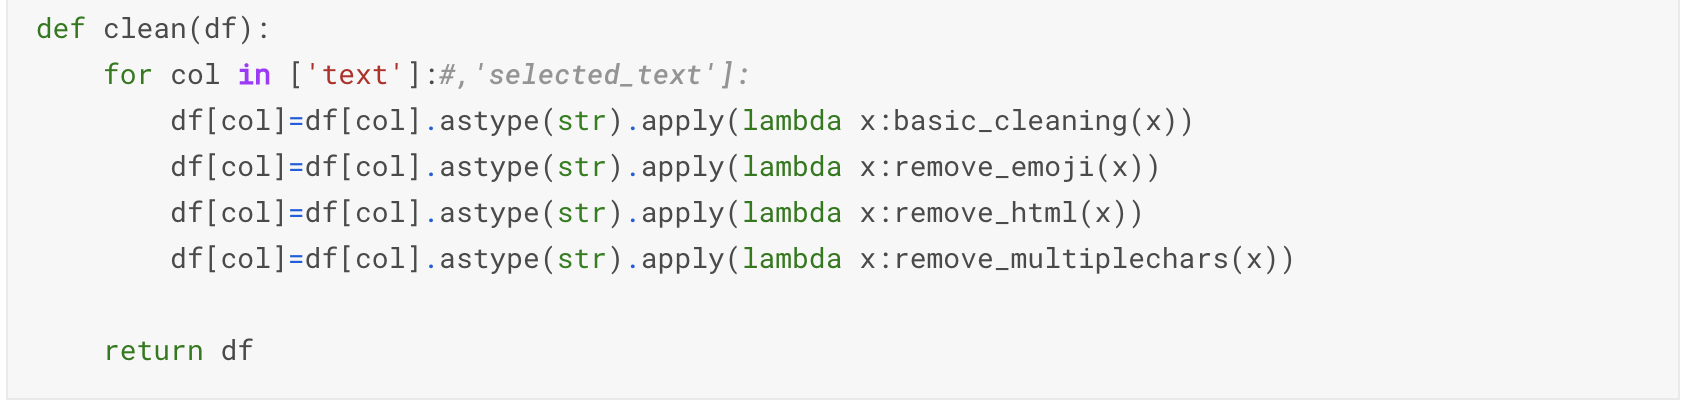 def clean(df):
    for col in ['text']:#,'selected_text']:
        df[col]=df[col].astype(str).apply(lambda x:basic_cleaning(x))
        df[col]=df[col].astype(str).apply(lambda x:remove_emoji(x))
        df[col]=df[col].astype(str).apply(lambda x:remove_html(x))
        df[col]=df[col].astype(str).apply(lambda x:remove_multiplechars(x))

    return df